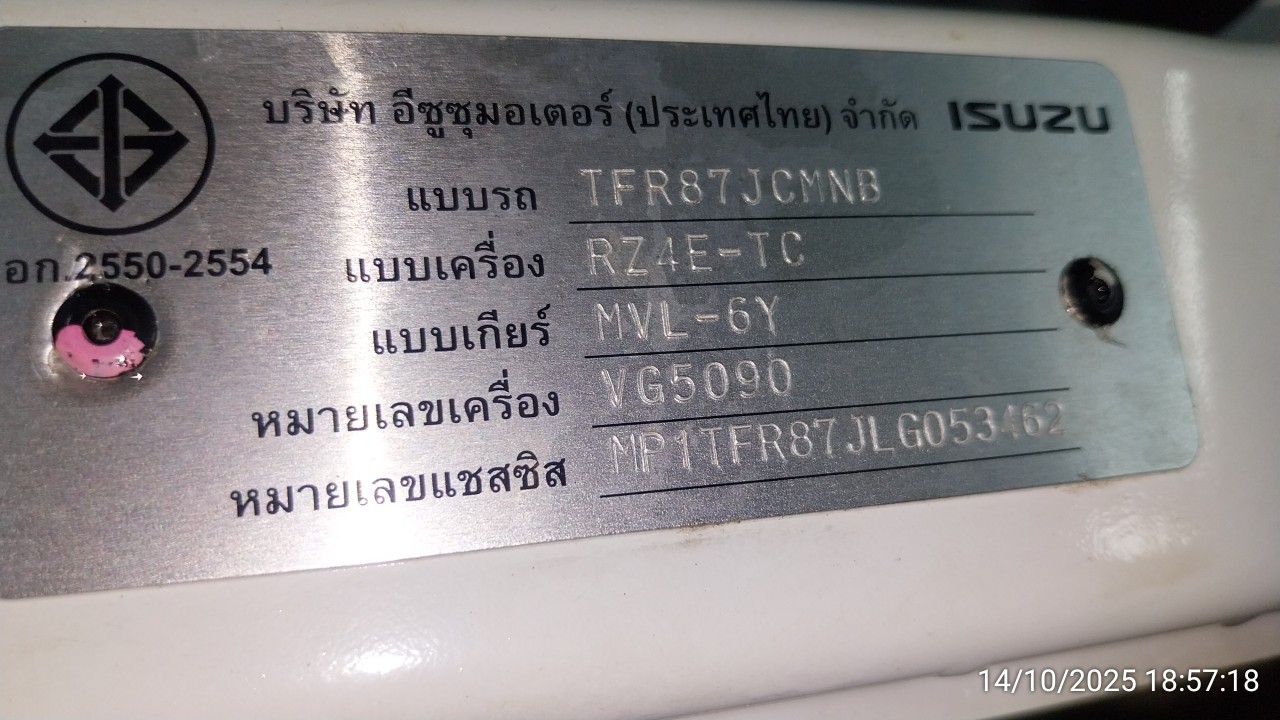 บริษัท อีซูซุมอเตอร์ (ประเทศไทย) จำกัด ISUZU
แบบรถ TFR87JCMNB
มอก.2550-2554
แบบเครื่อง RZ4E-TC
แบบเกียร์ MVL-6Y
หมายเลขเครื่อง VG5090
หมายเลขแชสซิส MP1TFR87JLG053462
14/10/2025 18:57:18